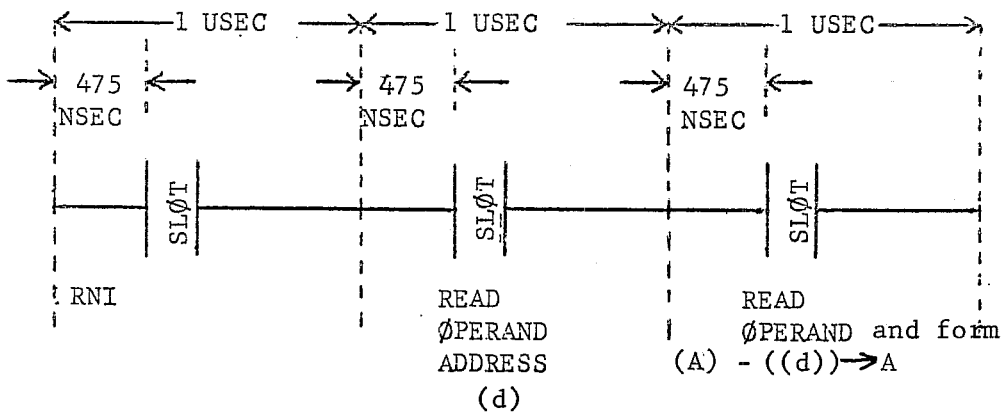 1 USEC 1 USEC 1 USEC
475 NSEC
475 NSEC
475 NSEC
SLØT
SLØT
SLØT
RNI
READ
ØPERAND
ADDRESS
(d)
READ
ØPERAND and form
(A) - ((d))→A